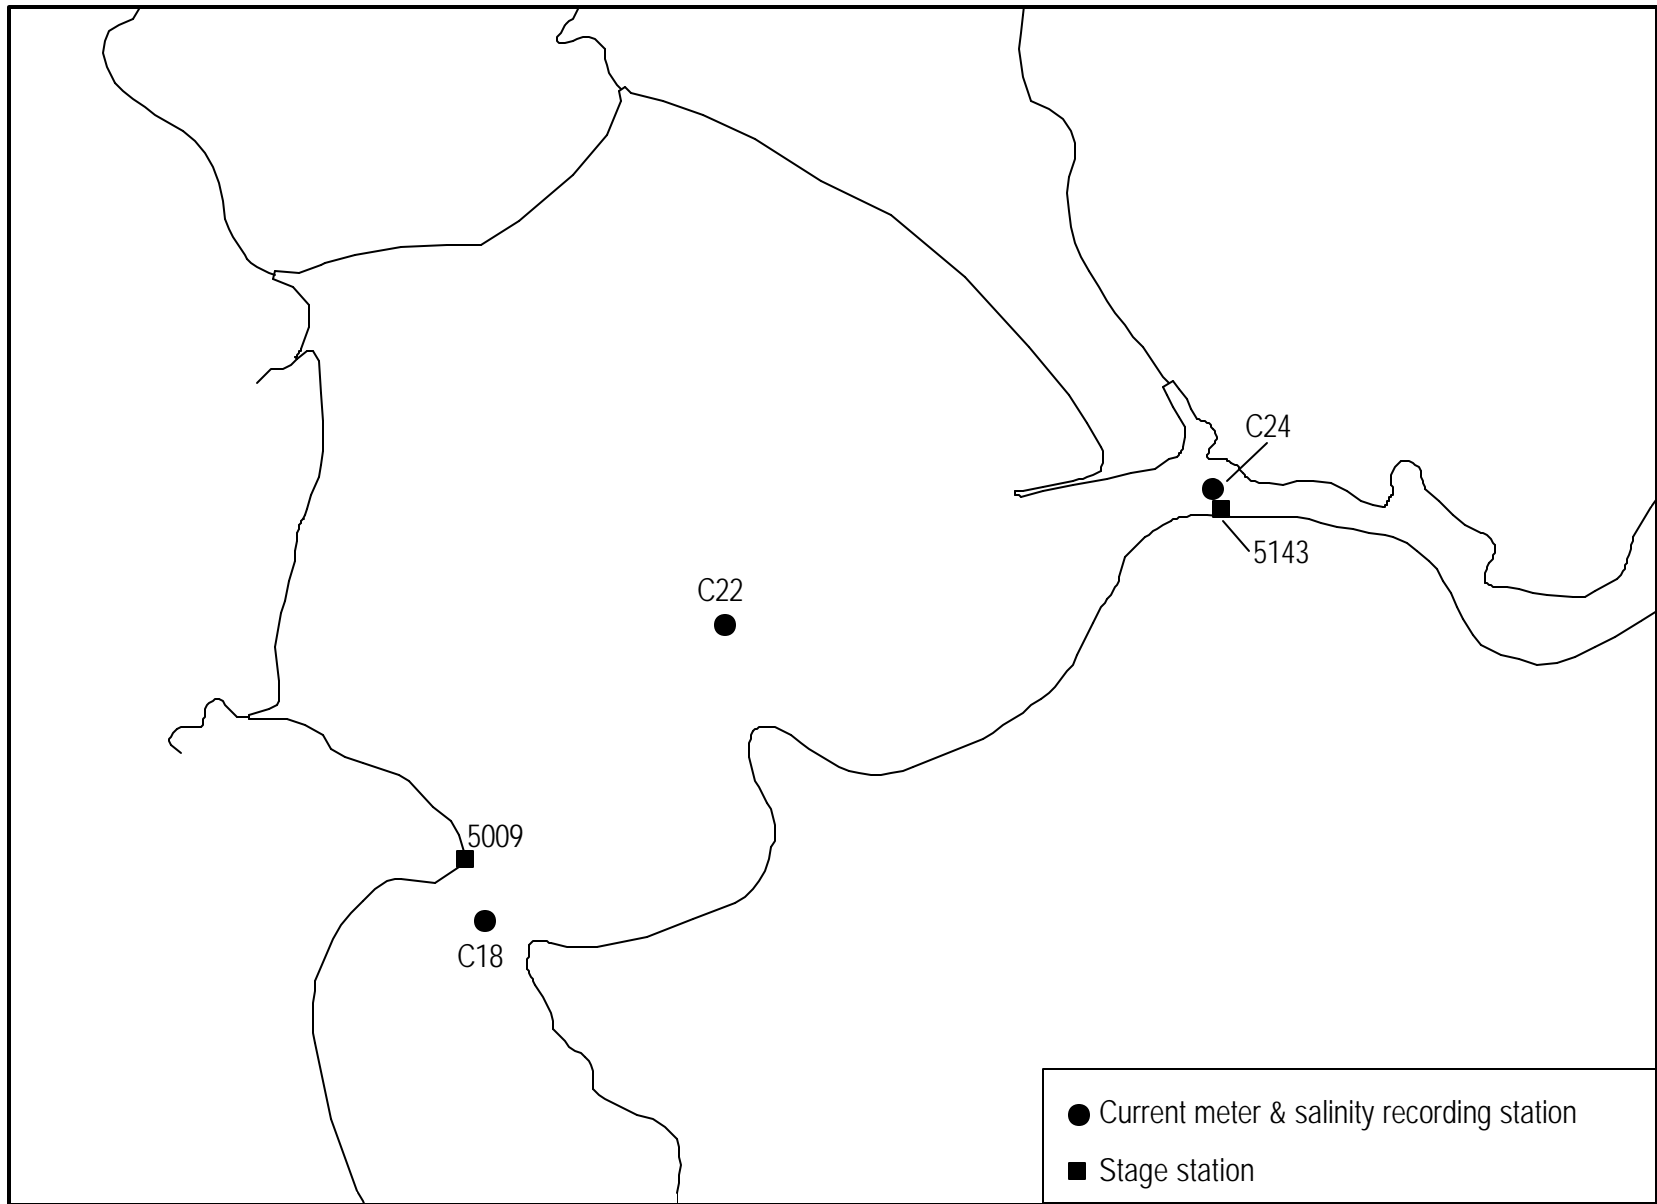 C24
5143
C22
5009
C18
Current meter & salinity recording station
Stage station